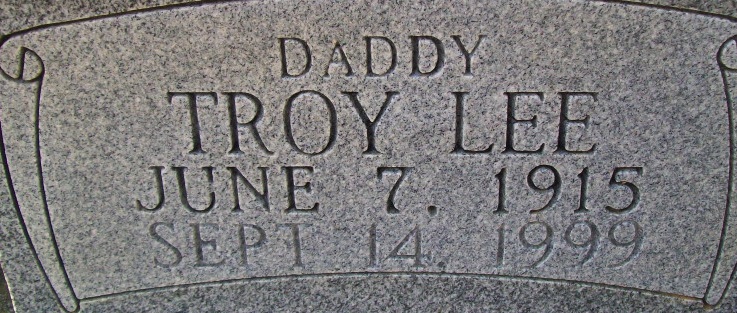 DADDY
TROY LEE
JUNE 7, 1915
SEPT 14, 1999